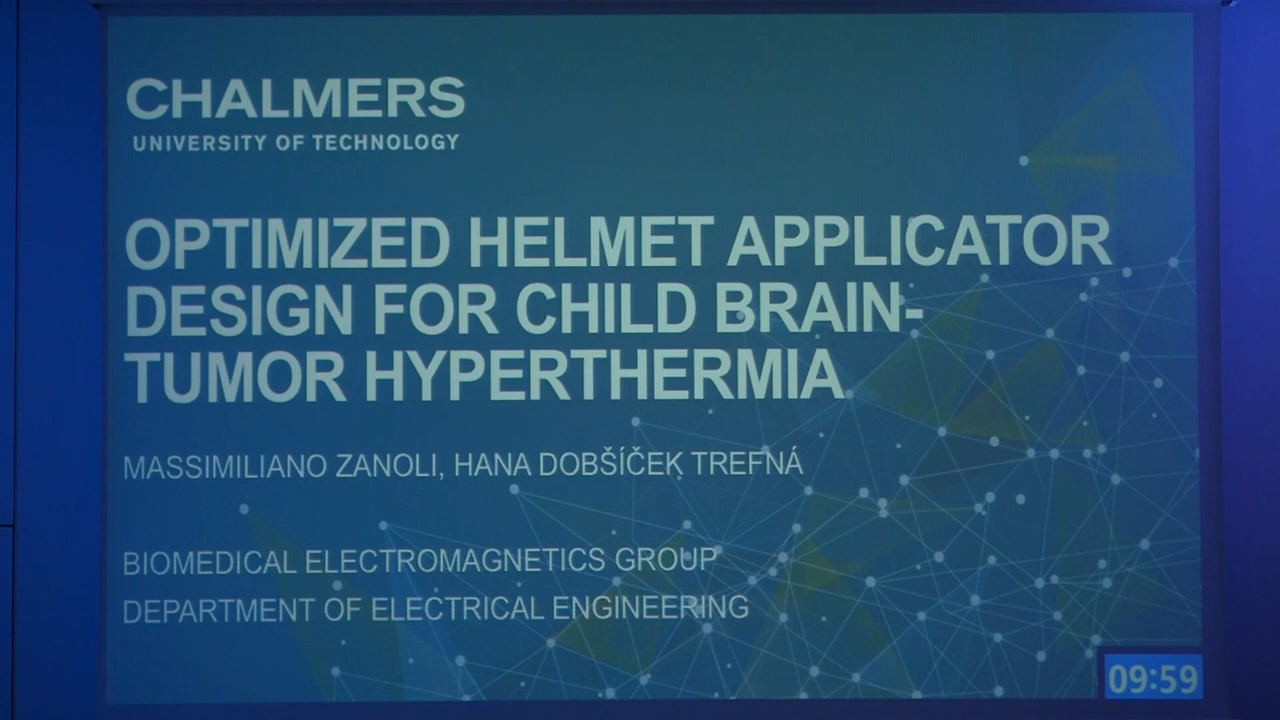 CHALMERS
UNIVERSITY OF TECHNOLOGY
OPTIMIZED HELMET APPLICATOR
DESIGN FOR CHILD BRAIN-
TUMOR HYPERTHERMIA
MASSIMILIANO ZANOLI, HANA DOBŠÍČEK TREFNÁ
BIOMEDICAL ELECTROMAGNETICS GROUP
DEPARTMENT OF ELECTRICAL ENGINEERING
09:59